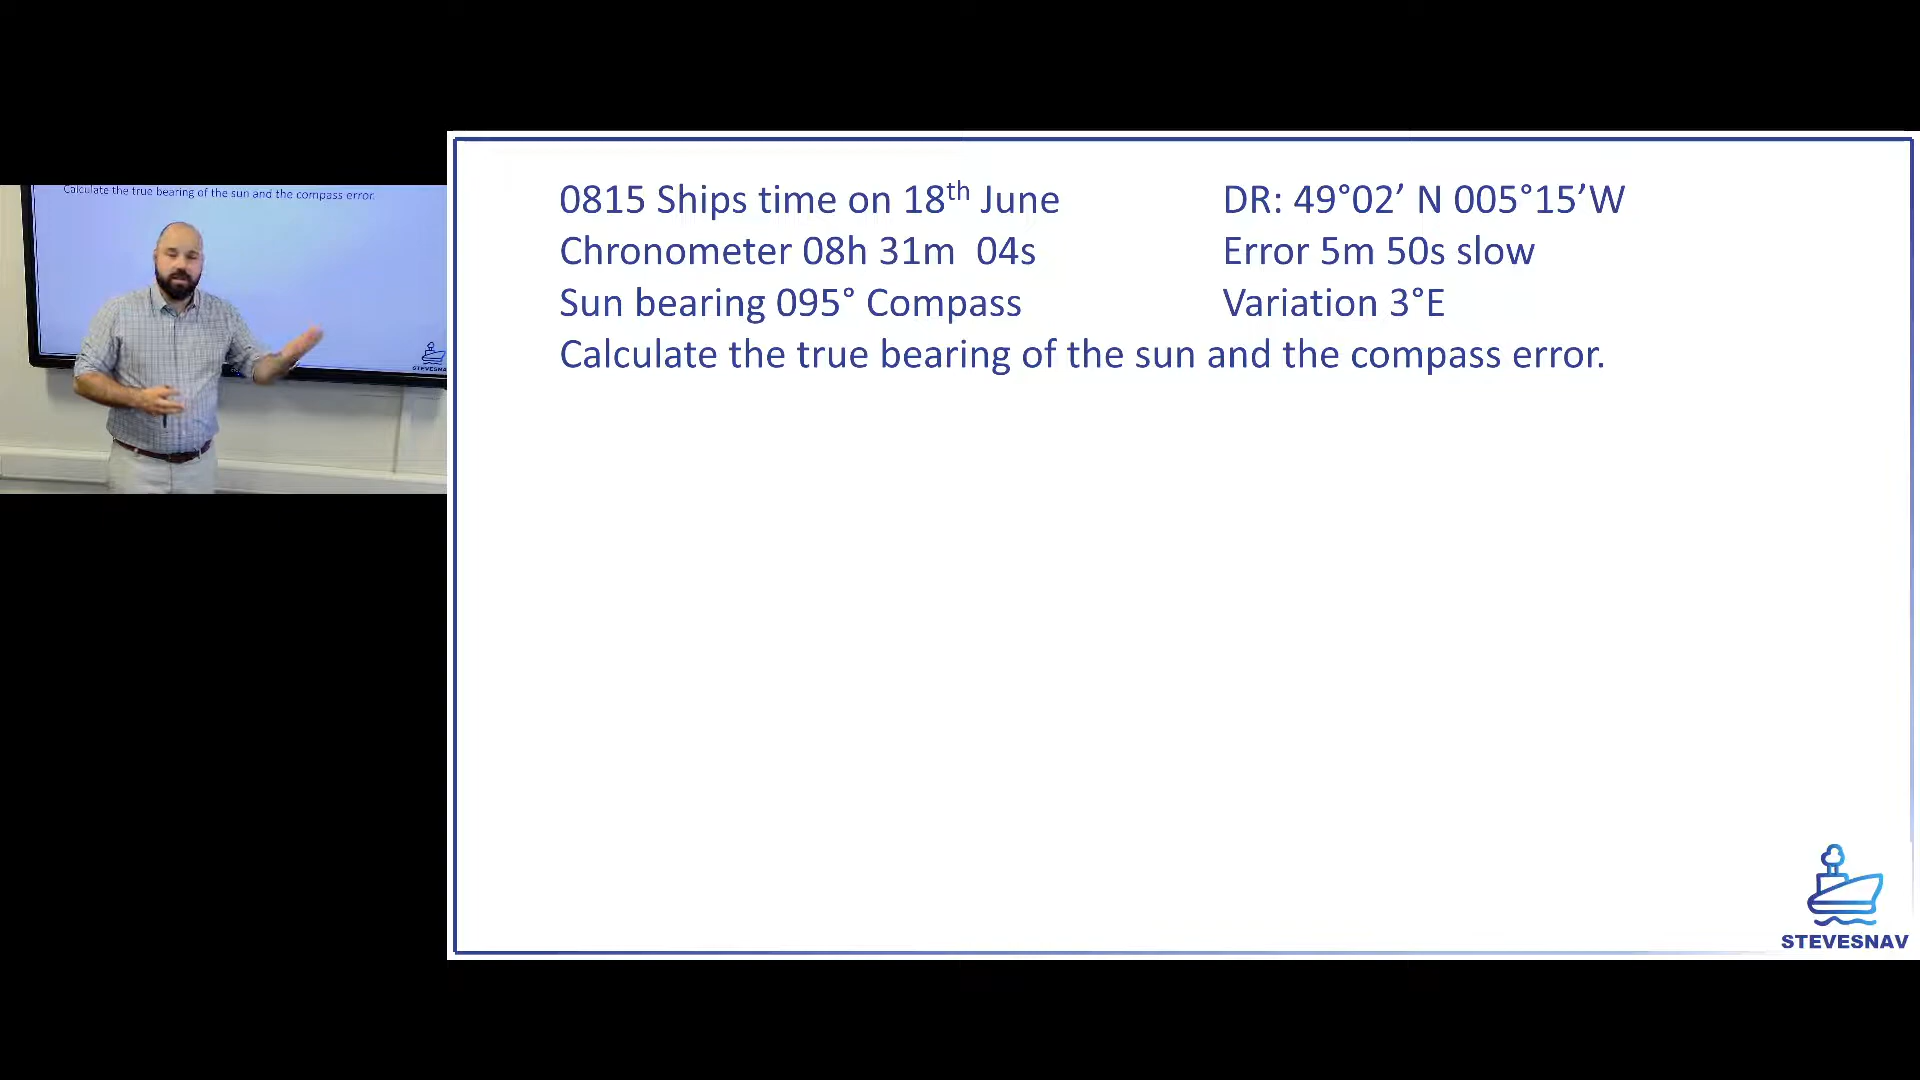 Calculate the true bearing of the sun and the compass error.
0815 Ships time on 18th June DR: 49°02’ N 005°15’W
Chronometer 08h 31m 04s Error 5m 50s slow
Sun bearing 095° Compass Variation 3°E
Calculate the true bearing of the sun and the compass error.
STEVESNAV